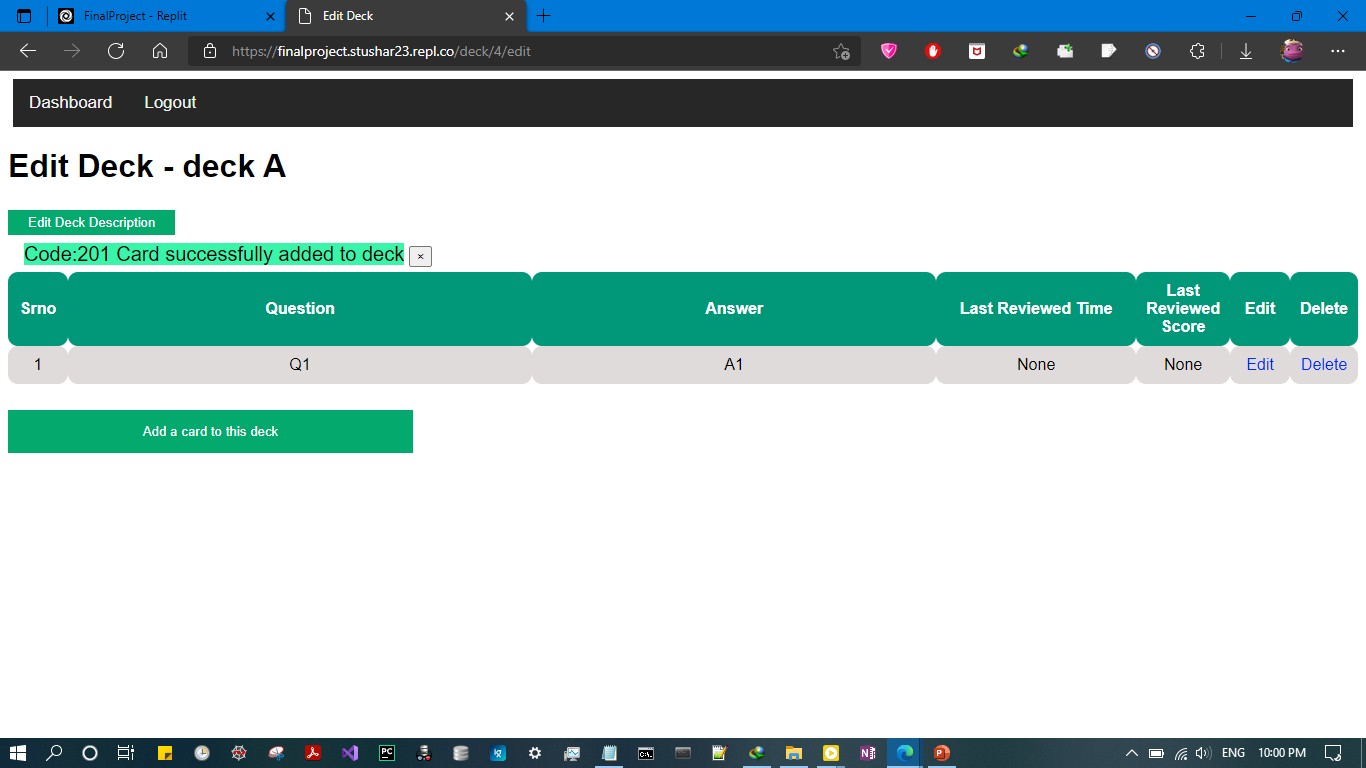 FinalProject - Replit
Edit Deck
https://finalproject.stushar23.repl.co/deck/4/edit
Dashboard Logout
Edit Deck - deck A
Edit Deck Description
Code:201 Card successfully added to deck ×
Srno Question Answer Last Reviewed Time Last Reviewed Score Edit Delete
1 Q1 A1 None None Edit Delete
Add a card to this deck
ENG 10:00 PM